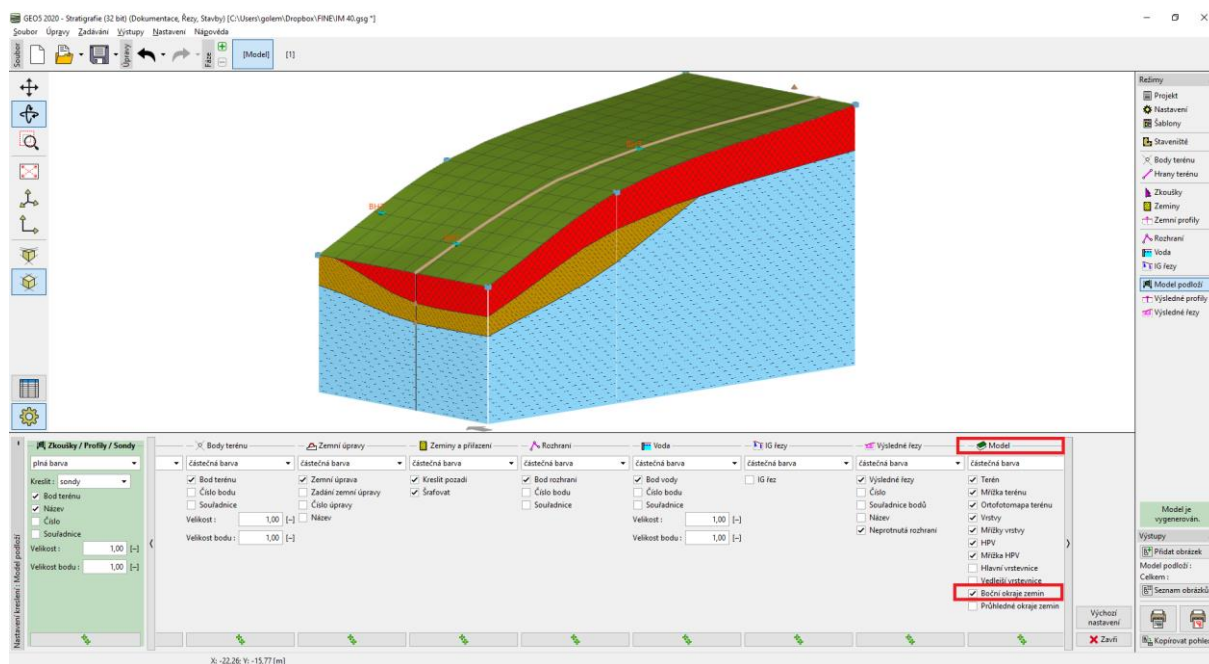 GEO5 2020 - Stratigrafie (32 bit) (Dokumentace, Řezy, Stavby) [C:\Users\golem\Dropbox\FINE\IM 40.gsg *]
Soubor Úpravy Zadávání Výstupy Nastavení Nápověda
Soubor Úpravy Fáze [Model] [1]
Režimy
Projekt
Nastavení
Šablony
Staveniště
Body terénu
Hrany terénu
Zkoušky
Zeminy
Zemní profily
Rozhraní
Voda
IG řezy
Model podloží
Výsledné profily
Výsledné řezy
Model je
vygenerován.
Výstupy
Přidat obrázek
Model podloží :
Celkem :
Seznam obrázků
Kopírovat pohled
Nastavení kreslení : Model podloží
Zkoušky / Profily / Sondy
plná barva
Kreslit : sondy
Bod terénu
Název
Číslo
Souřadnice
Velikost : 1,00 [–]
Velikost bodu : 1,00 [–]
Body terénu
částečná barva
Bod terénu
Číslo bodu
Souřadnice
Velikost : 1,00 [–]
Velikost bodu : 1,00 [–]
Zemní úpravy
částečná barva
Zemní úprava
Zadání zemní úpravy
Číslo úpravy
Název
Zeminy a přiřazení
částečná barva
Kreslit pozadí
Šrafovat
Rozhraní
částečná barva
Bod rozhraní
Číslo bodu
Souřadnice
Voda
částečná barva
Bod vody
Číslo bodu
Souřadnice
Velikost : 1,00 [–]
Velikost bodu : 1,00 [–]
IG řezy
částečná barva
IG řez
Výsledné řezy
částečná barva
Výsledné řezy
Číslo
Souřadnice bodů
Název
Neprotnutá rozhraní
Model
částečná barva
Terén
Mřížka terénu
Ortofotomapa terénu
Vrstvy
Mřížky vrstvy
HPV
Mřížka HPV
Hlavní vrstevnice
Vedlejší vrstevnice
Boční okraje zemin
Průhledné okraje zemin
Výchozí
nastavení
Zavři
X: -22,26; Y: -15,77 [m]